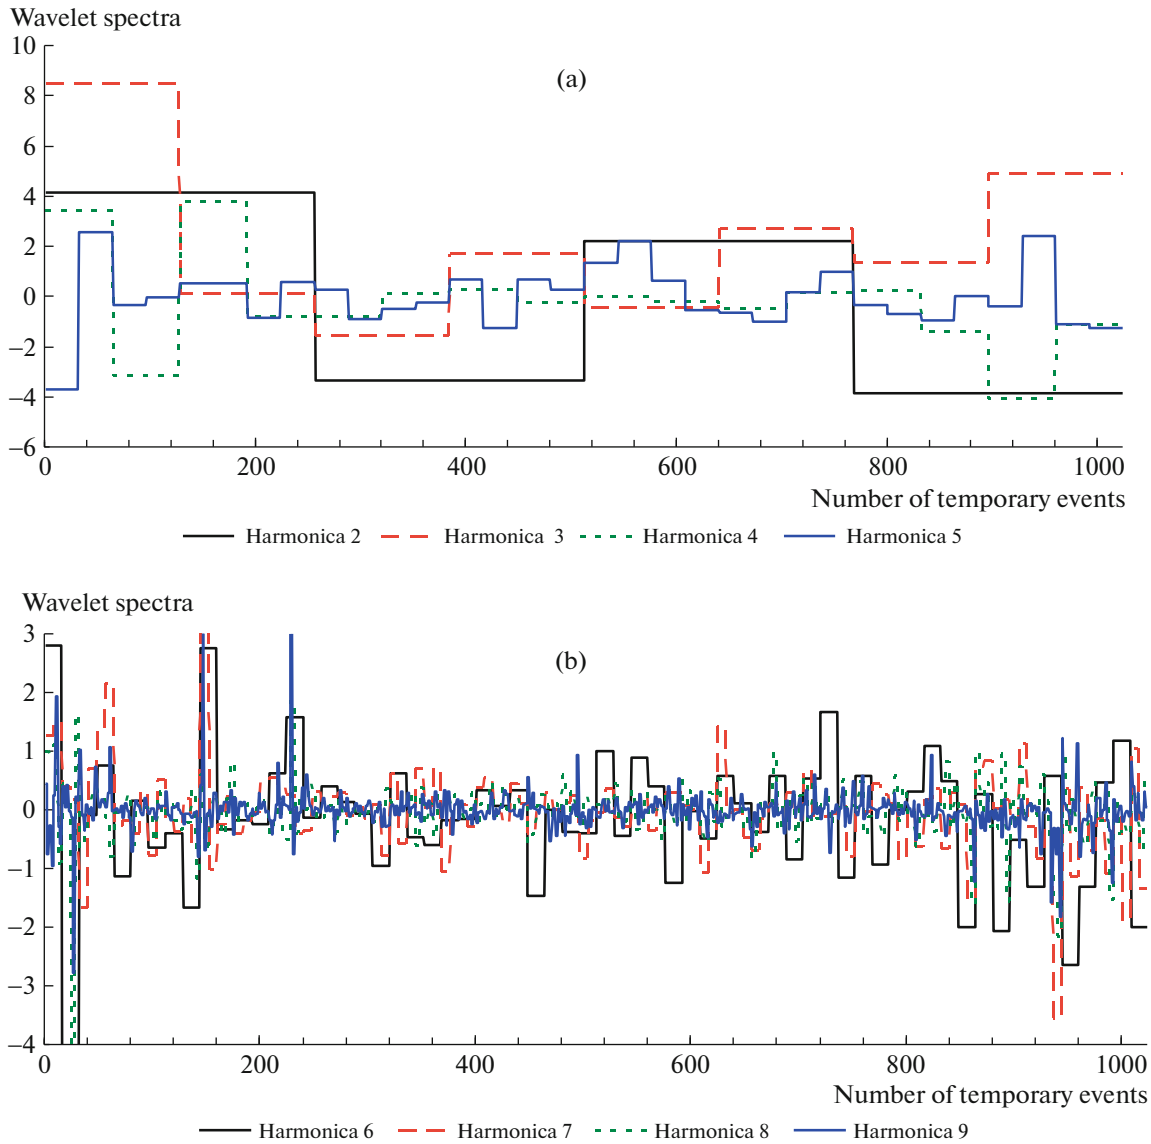 Wavelet spectra
10
(a)
8
6
4
2
0
–2
–4
–6
0 200 400 600 800 1000
Number of temporary events
Harmonica 2 Harmonica 3 Harmonica 4 Harmonica 5
Wavelet spectra
3
(b)
2
1
0
–1
–2
–3
–4
0 200 400 600 800 1000
Number of temporary events
Harmonica 6 Harmonica 7 Harmonica 8 Harmonica 9